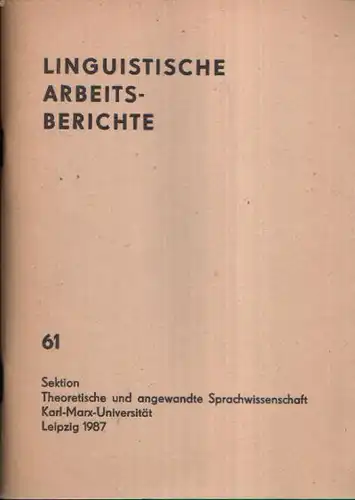 LINGUISTISCHE
ARBEITS-
BERICHTE
61
Sektion
Theoretische und angewandte Sprachwissenschaft
Karl-Marx-Universität
Leipzig 1987